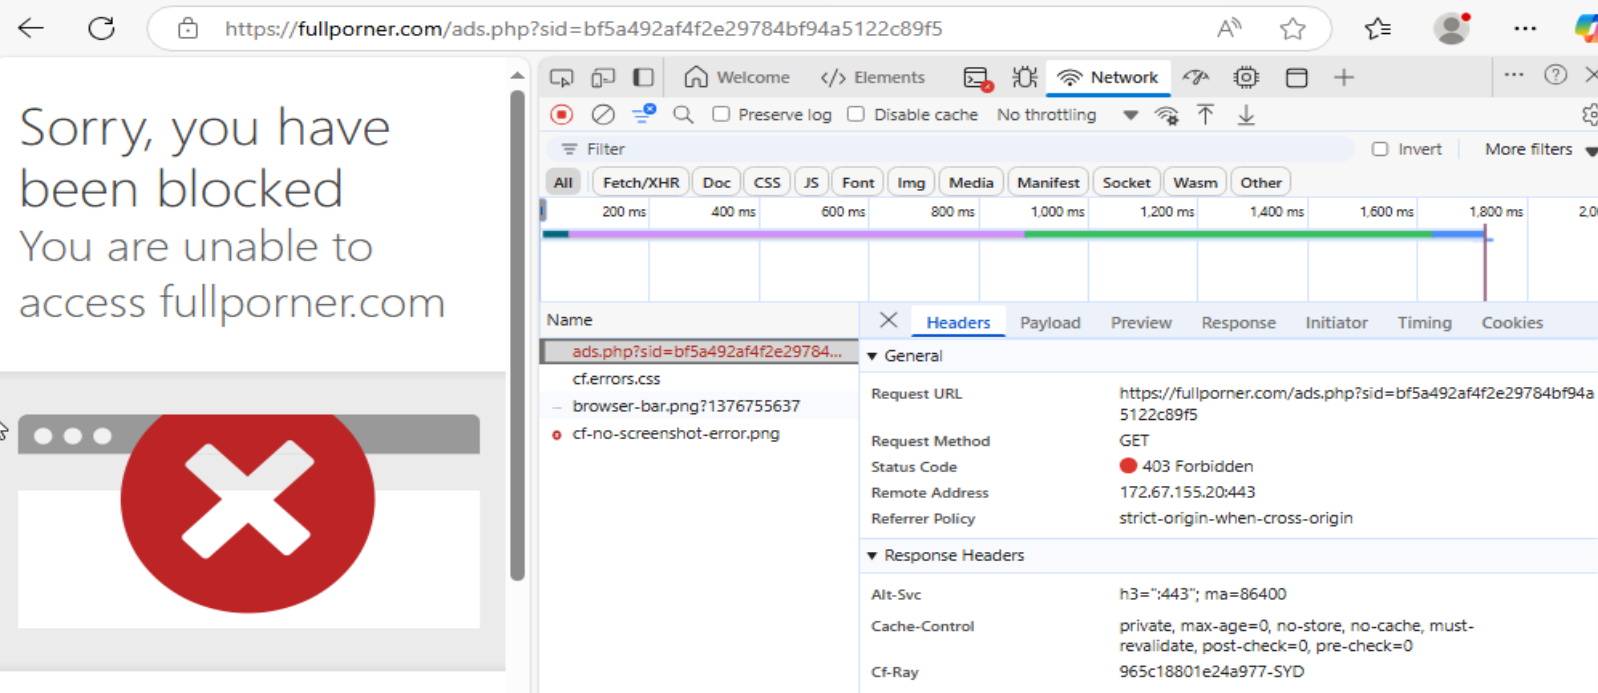 https://fullporner.com/ads.php?sid=bf5a492af4f2e29784bf94a5122c89f5
Sorry, you have
been blocked
You are unable to
access fullporner.com
Welcome
</> Elements
Network
Preserve log
Disable cache
No throttling
Filter
Invert
More filters
All
Fetch/XHR
Doc
CSS
JS
Font
Img
Media
Manifest
Socket
Wasm
Other
200 ms
400 ms
600 ms
800 ms
1,000 ms
1,200 ms
1,400 ms
1,600 ms
1,800 ms
2,0
Name
ads.php?sid=bf5a492af4f2e29784...
cf.errors.css
browser-bar.png?1376755637
cf-no-screenshot-error.png
Headers
Payload
Preview
Response
Initiator
Timing
Cookies
General
Request URL
https://fullporner.com/ads.php?sid=bf5a492af4f2e29784bf94a
5122c89f5
Request Method
GET
Status Code
403 Forbidden
Remote Address
172.67.155.20:443
Referrer Policy
strict-origin-when-cross-origin
Response Headers
Alt-Svc
h3=":443"; ma=86400
Cache-Control
private, max-age=0, no-store, no-cache, must-
revalidate, post-check=0, pre-check=0
Cf-Ray
965c18801e24a977-SYD